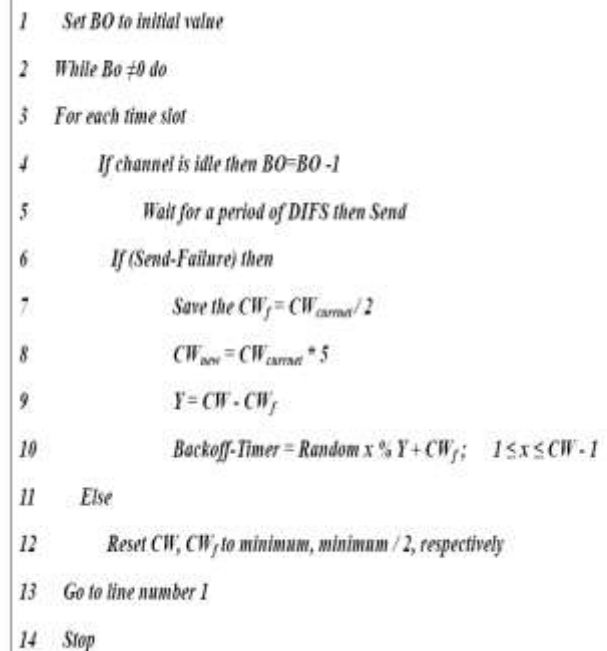 1 Set BO to initial value
2 While Bo ≠0 do
3 For each time slot
4 If channel is idle then BO=BO -1
5 Wait for a period of DIFS then Send
6 If (Send-Failure) then
7 Save the CWf = CWcurrnet / 2
8 CWnew = CWcurrnet * 5
9 Y = CW - CWf
10 Backoff-Timer = Random x % Y + CWf ; 1 ≤ x ≤ CW - 1
11 Else
12 Reset CW, CWf to minimum, minimum / 2, respectively
13 Go to line number 1
14 Stop